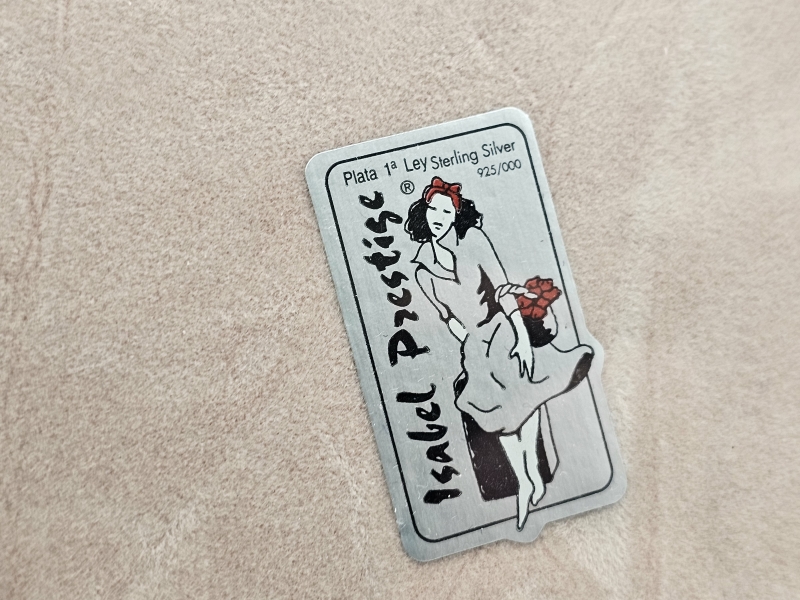 Plata 1ª Ley Sterling Silver
925/000
®
Isabel Prestige